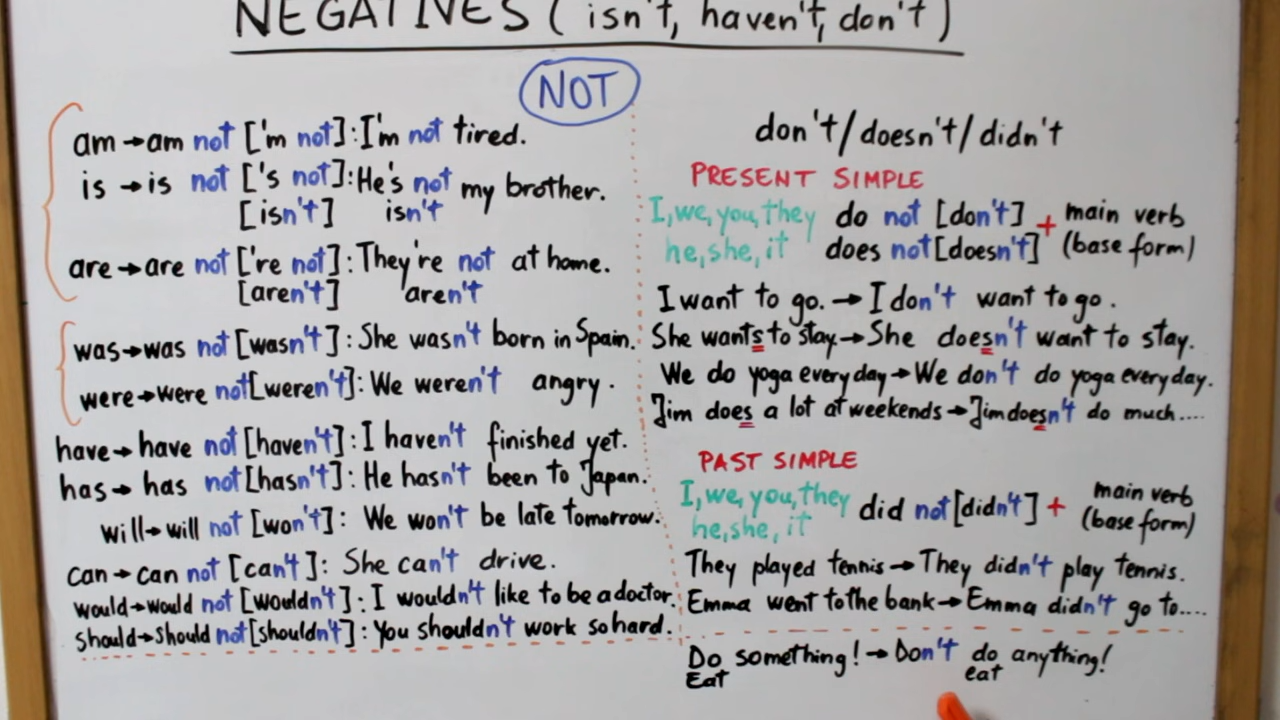 NEGATIVES ( isn't, haven't, don't )
NOT
am → am not ['m not] : I'm not tired.
is → is not ['s not] : He's not my brother.
[isn't] isn't
are → are not ['re not] : They're not at home.
[aren't] aren't
was → was not [wasn't] : She wasn't born in Spain.
were → were not [weren't] : We weren't angry.
have → have not [haven't] : I haven't finished yet.
has → has not [hasn't] : He hasn't been to Japan.
will → will not [won't] : We won't be late tomorrow.
can → can not [can't] : She can't drive.
would → would not [wouldn't] : I wouldn't like to be a doctor.
should → should not [shouldn't] : You shouldn't work so hard.
don't / doesn't / didn't
PRESENT SIMPLE
I, we, you, they do not [don't] + main verb
he, she, it does not [doesn't] (base form)
I want to go. → I don't want to go.
She wants to stay → She doesn't want to stay.
We do yoga every day → We don't do yoga every day.
Jim does a lot at weekends → Jim doesn't do much....
PAST SIMPLE
I, we, you, they did not [didn't] + main verb
he, she, it (base form)
They played tennis → They didn't play tennis.
Emma went to the bank → Emma didn't go to....
Do something! → Don't do anything!
Eat eat